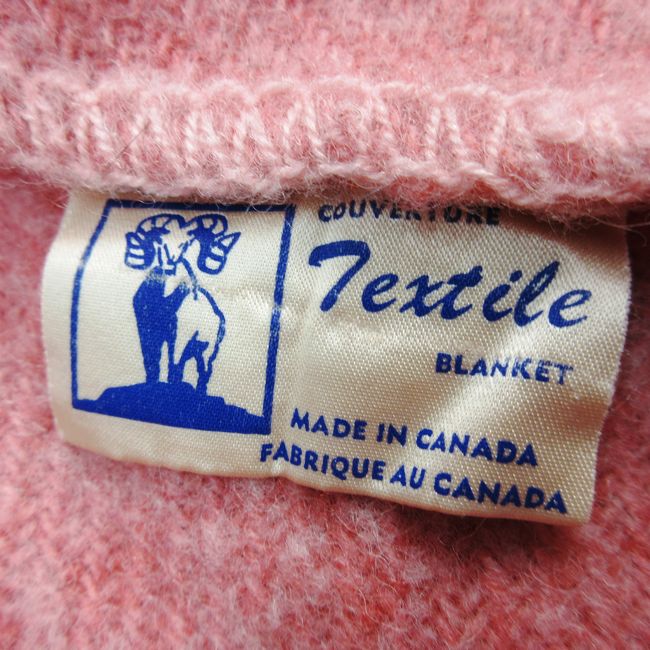 COUVERTURE
Textile
BLANKET
MADE IN CANADA
FABRIQUE AU CANADA